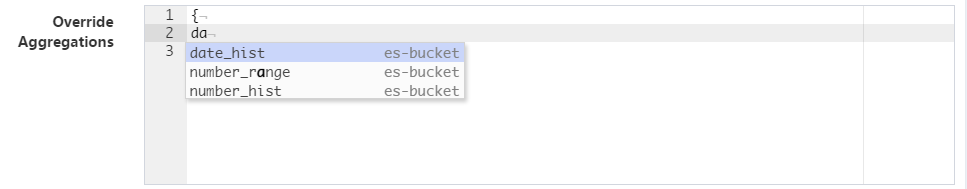 Override
Aggregations
1 {¬
2 da¬
3
date_hist es-bucket
number_range es-bucket
number_hist es-bucket